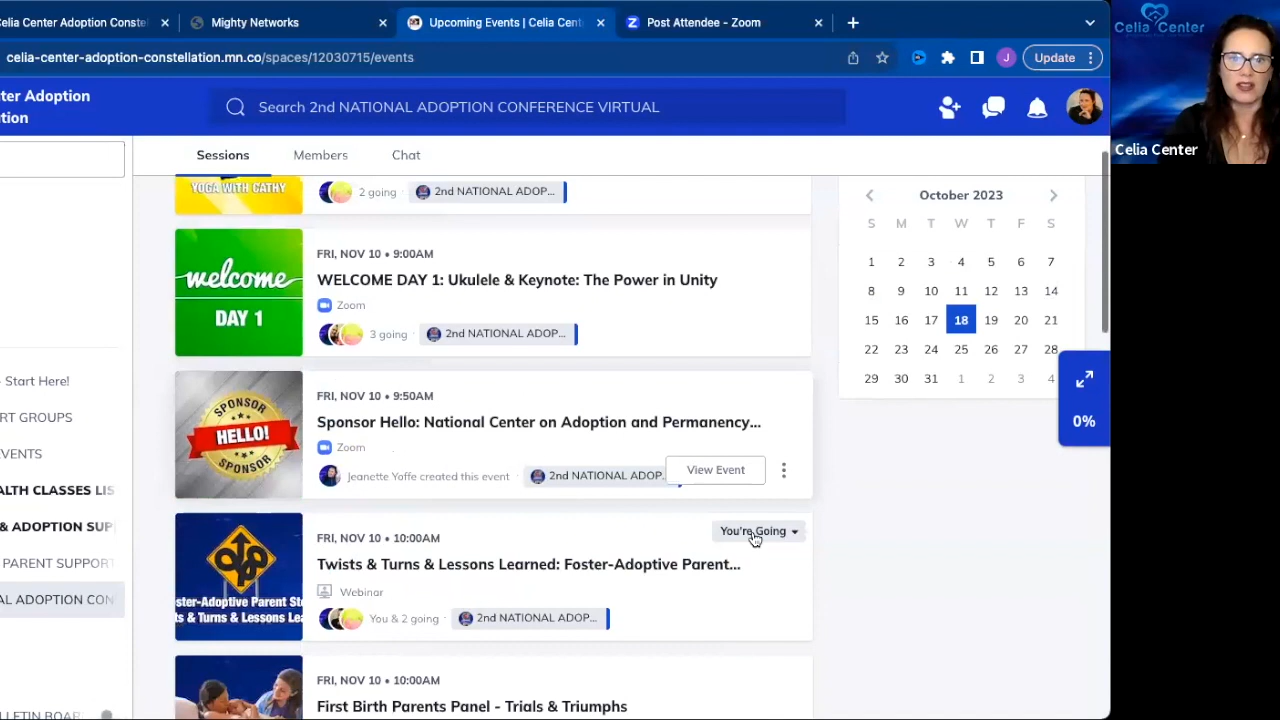 Celia Center Adoption Constel
Mighty Networks
Upcoming Events | Celia Cent
Post Attendee - Zoom
celia-center-adoption-constellation.mn.co/spaces/12030715/events
J
Update
Celia Center
Celia Center
ter Adoption
tion
Search 2nd NATIONAL ADOPTION CONFERENCE VIRTUAL
Sessions
Members
Chat
YOGA WITH CATHY
2 going
2nd NATIONAL ADOP...
FRI, NOV 10 • 9:00AM
WELCOME DAY 1: Ukulele & Keynote: The Power in Unity
Zoom
3 going
2nd NATIONAL ADOP...
welcome
DAY 1
FRI, NOV 10 • 9:50AM
Sponsor Hello: National Center on Adoption and Permanency...
Zoom
Jeanette Yoffe created this event
2nd NATIONAL ADOP.
View Event
SPONSOR
HELLO!
SPONSOR
You're Going
FRI, NOV 10 • 10:00AM
Twists & Turns & Lessons Learned: Foster-Adoptive Parent...
Webinar
You & 2 going
2nd NATIONAL ADOP...
ster-Adoptive Parent Sto
ts & Turns & Lessons Lea
FRI, NOV 10 • 10:00AM
First Birth Parents Panel - Trials & Triumphs
October 2023
S M T W T F S
1 2 3 4 5 6 7
8 9 10 11 12 13 14
15 16 17 18 19 20 21
22 23 24 25 26 27 28
29 30 31 1 2 3 4
0%
- Start Here!
RT GROUPS
VENTS
ALTH CLASSES LIS
& ADOPTION SUP
PARENT SUPPORT
AL ADOPTION CON
LLETIN BOAR